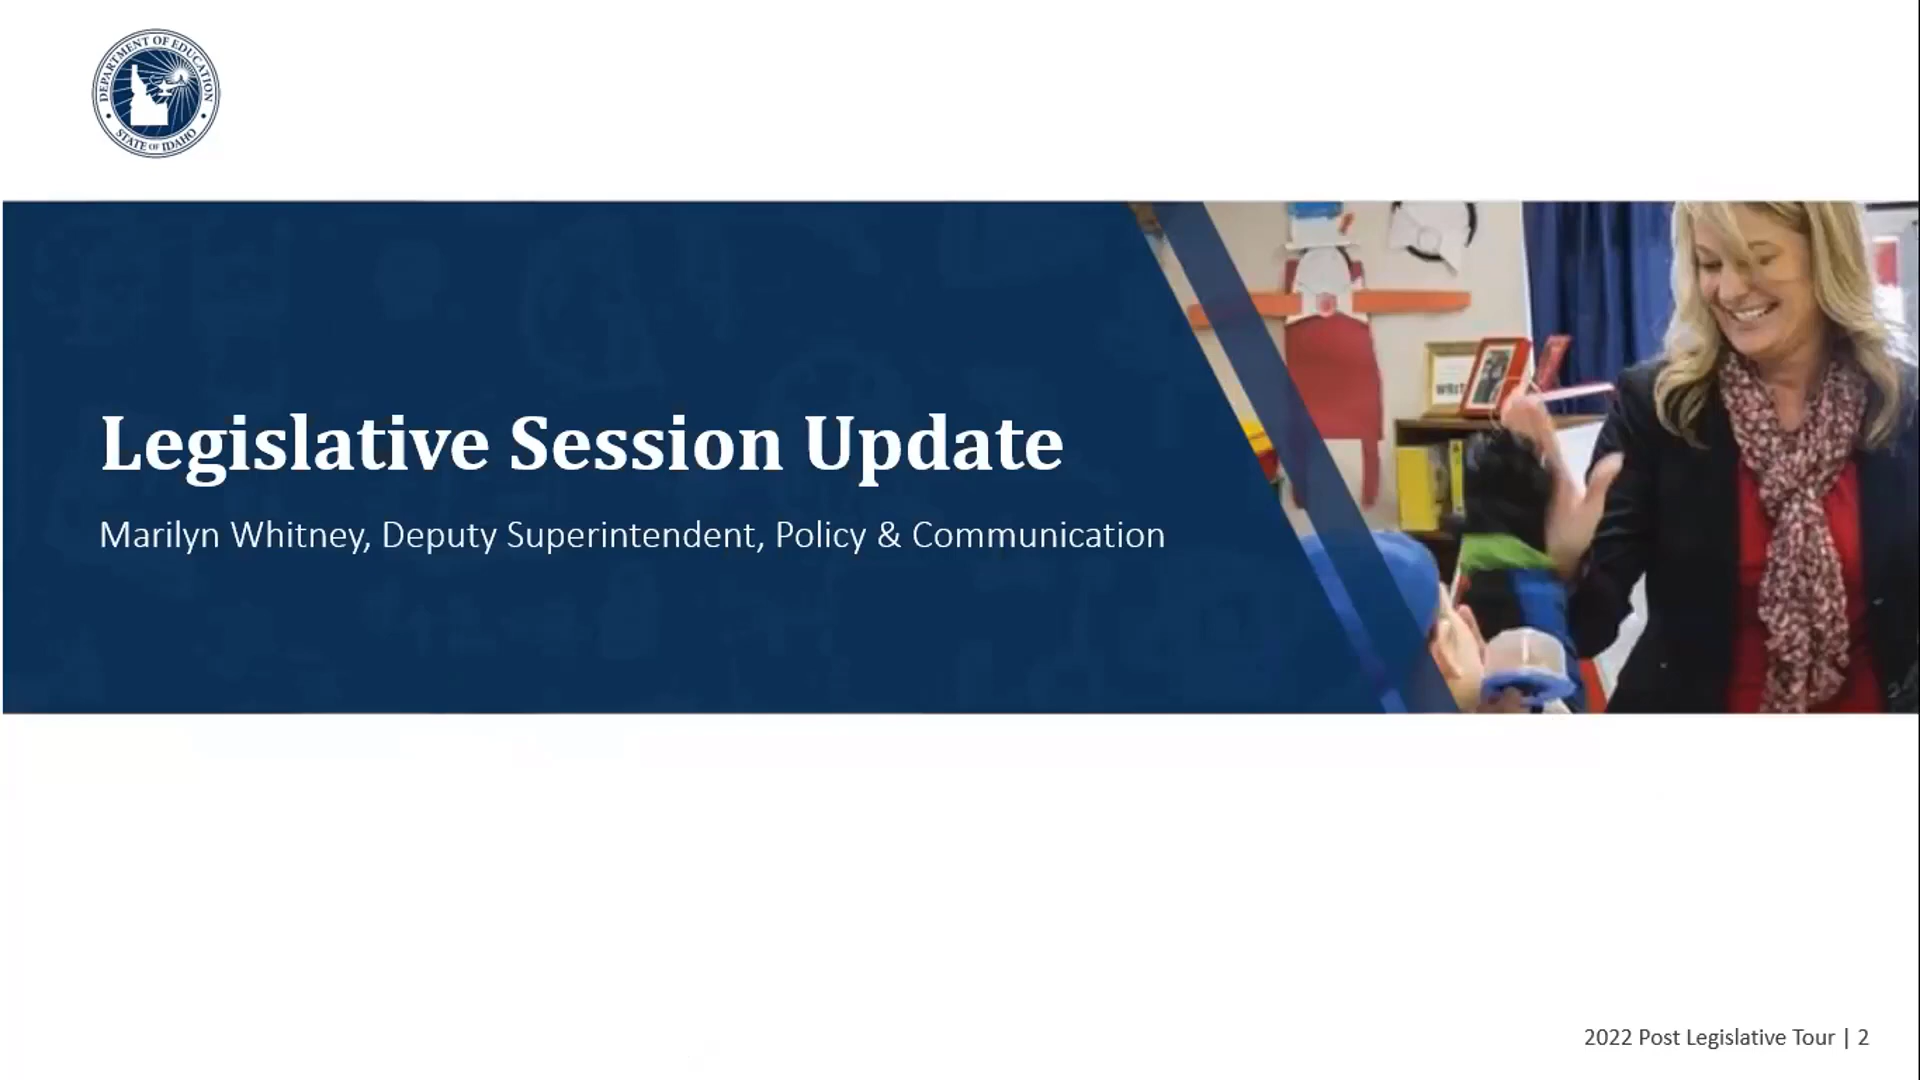 DEPARTMENT OF EDUCATION
STATE OF IDAHO
Legislative Session Update
Marilyn Whitney, Deputy Superintendent, Policy & Communication
WRIT
2022 Post Legislative Tour | 2